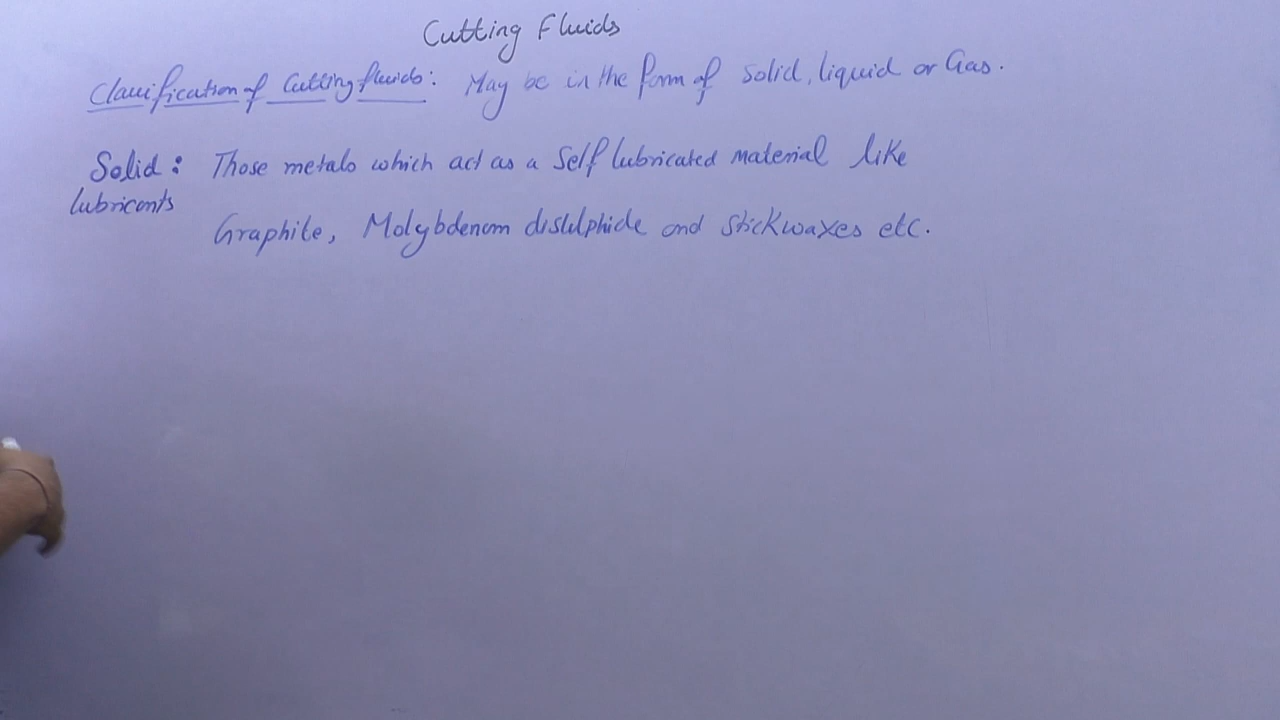 Cutting Fluids
Classification of Cutting fluids: May be in the form of Solid, liquid or Gas.
Solid: Those metals which act as a Self lubricated material like
lubricants
Graphite, Molybdenum disulphide and stickwaxes etc.